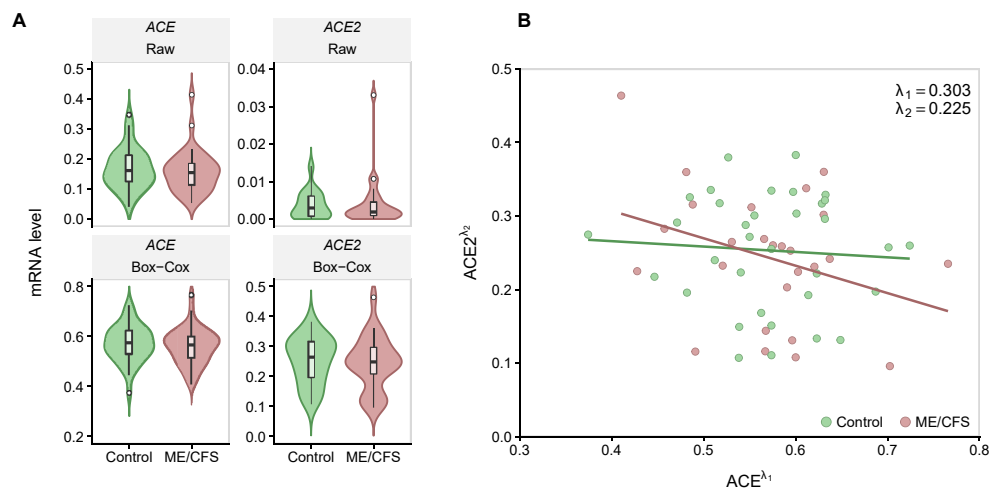 A
ACE
Raw
ACE2
Raw
0.5
0.4
0.3
0.2
0.1
0.0
0.04
0.03
0.02
0.01
0.00
mRNA level
ACE
Box−Cox
ACE2
Box−Cox
0.8
0.6
0.4
0.2
0.5
0.4
0.3
0.2
0.1
0.0
Control ME/CFS
Control ME/CFS
B
0.5
0.4
0.3
0.2
0.1
0.0
ACE2^λ₂
λ₁ = 0.303
λ₂ = 0.225
Control ME/CFS
0.3 0.4 0.5 0.6 0.7 0.8
ACE^λ₁